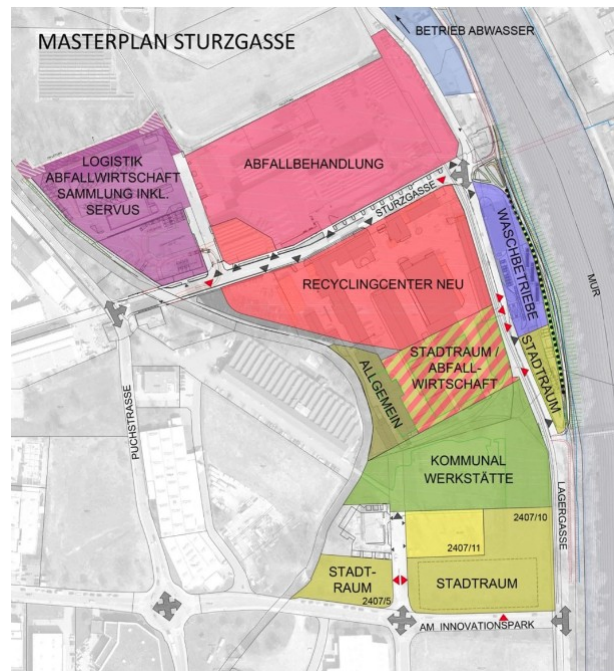 MASTERPLAN STURZGASSE
BETRIEB ABWASSER
LOGISTIK
ABFALLWIRTSCHAFT
SAMMLUNG INKL.
SERVUS
ABFALLBEHANDLUNG
STURZGASSE
RECYCLINGCENTER NEU
WASCHBETRIEBE
MUR
STADTRAUM
STADTRAUM /
ABFALL-
WIRTSCHAFT
ALLGEMEIN
PUCHSTRASSE
KOMMUNAL
WERKSTÄTTE
LAGERGASSE
2407/10
2407/11
STADT-
RAUM
2407/5
STADTRAUM
AM INNOVATIONSPARK